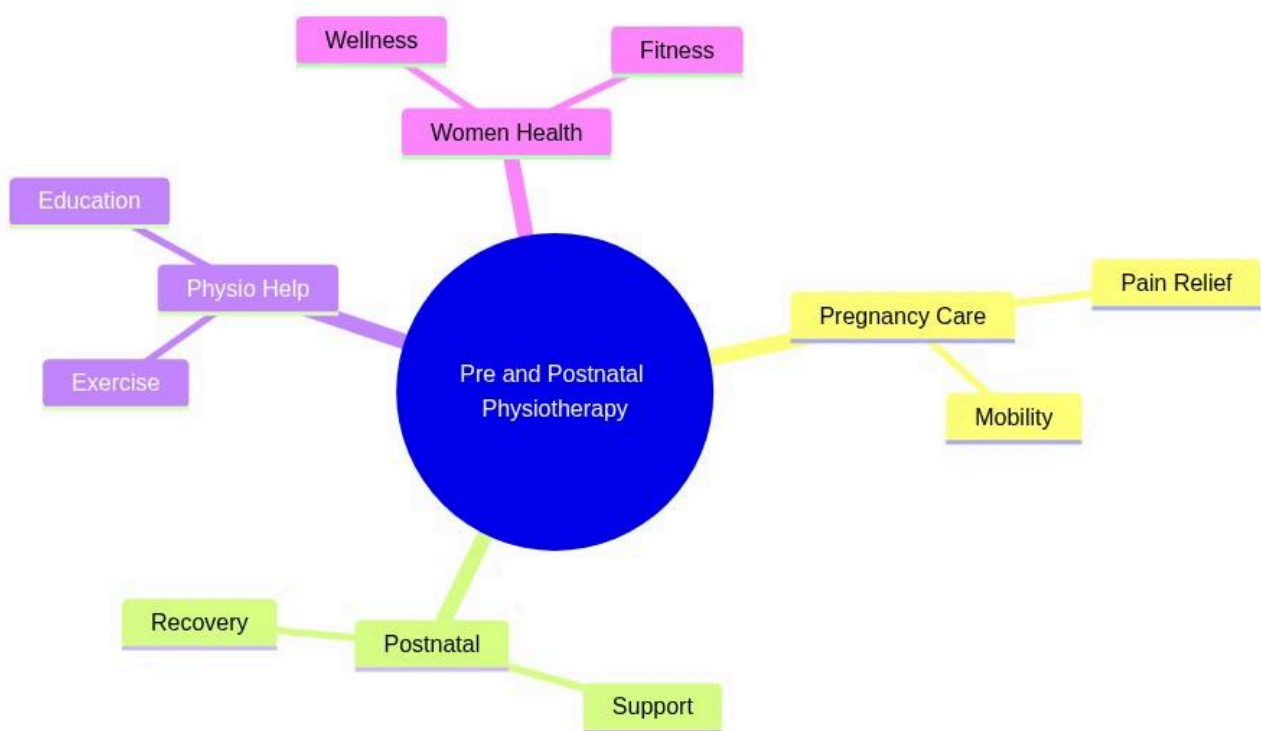 Wellness
Fitness
Women Health
Education
Physio Help
Exercise
Pre and Postnatal
Physiotherapy
Pregnancy Care
Pain Relief
Mobility
Recovery
Postnatal
Support